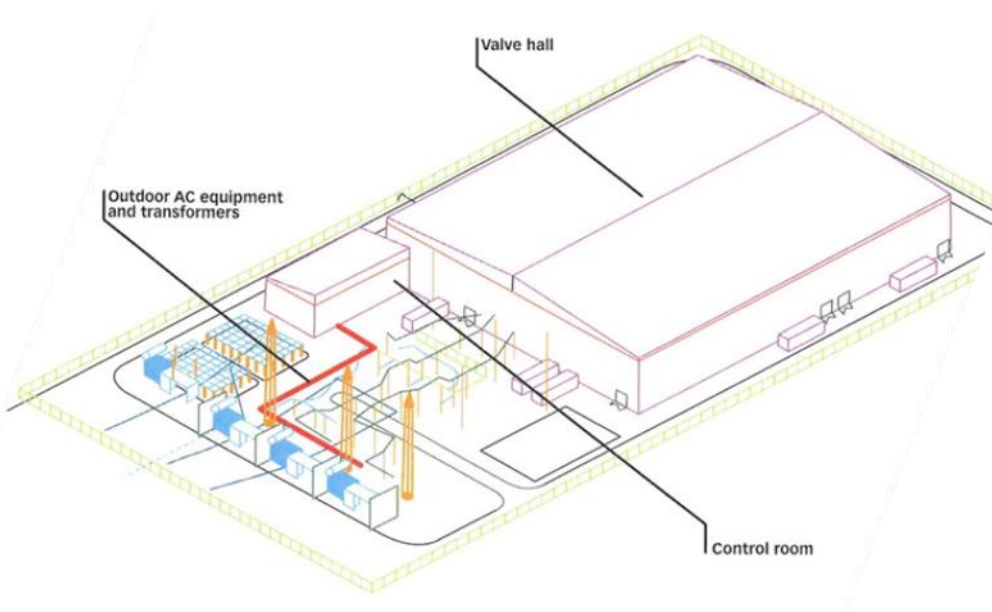 Valve hall
Outdoor AC equipment
and transformers
Control room